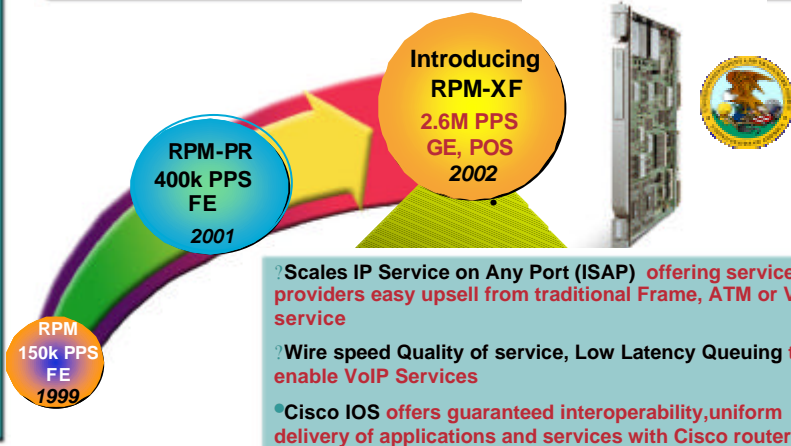 Introducing
RPM-XF
2.6M PPS
GE, POS
2002
RPM-PR
400k PPS
FE
2001
RPM
150k PPS
FE
1999
?Scales IP Service on Any Port (ISAP) offering service
providers easy upsell from traditional Frame, ATM or V
service
?Wire speed Quality of service, Low Latency Queuing t
enable VoIP Services
•Cisco IOS offers guaranteed interoperability,uniform
delivery of applications and services with Cisco router